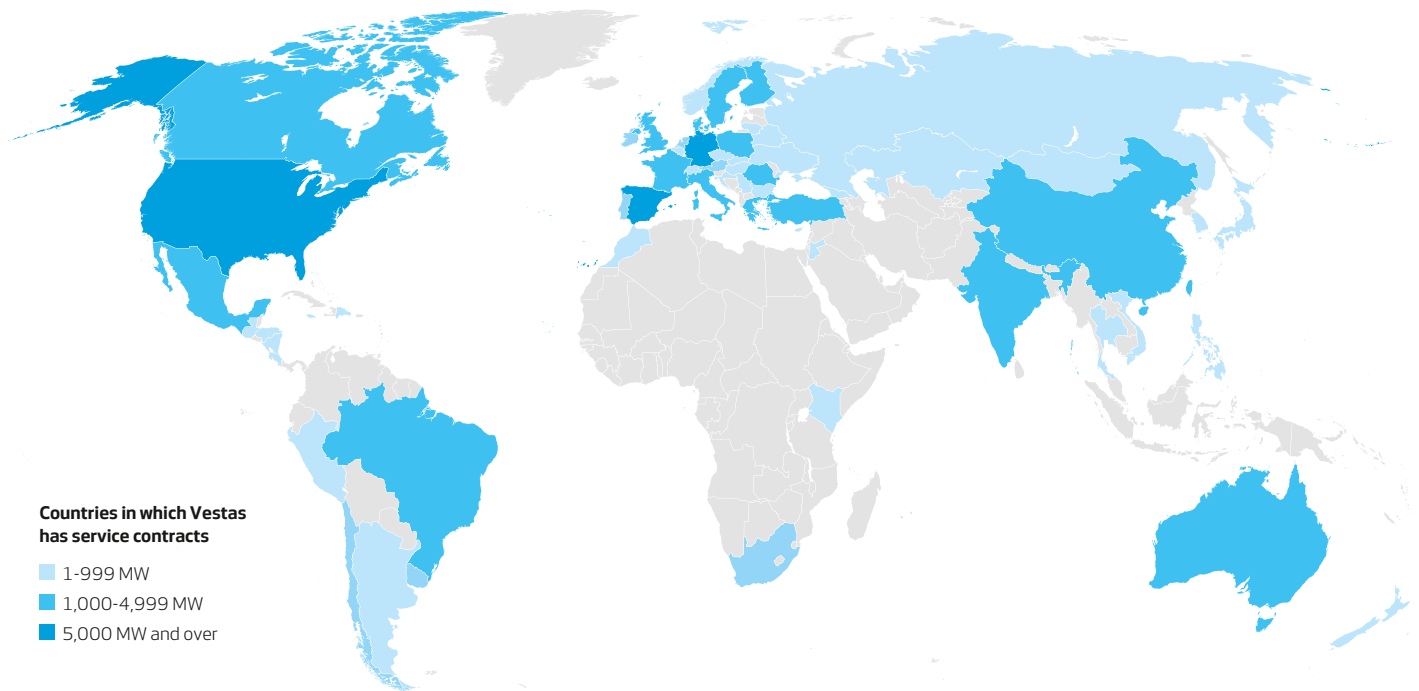 Countries in which Vestas
has service contracts
1-999 MW
1,000-4,999 MW
5,000 MW and over